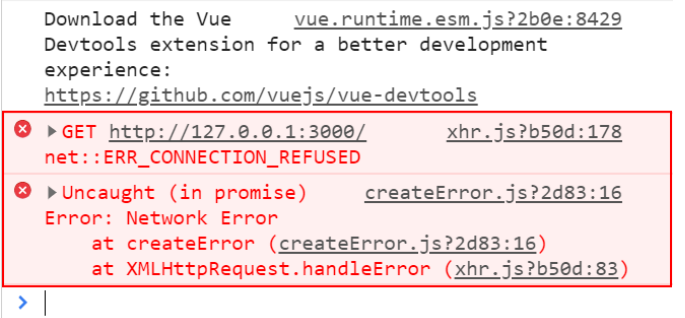 Download the Vue vue.runtime.esm.js?2b0e:8429
Devtools extension for a better development
experience:
https://github.com/vuejs/vue-devtools
GET http://127.0.0.1:3000/ xhr.js?b50d:178
net::ERR_CONNECTION_REFUSED
Uncaught (in promise) createError.js?2d83:16
Error: Network Error
at createError (createError.js?2d83:16)
at XMLHttpRequest.handleError (xhr.js?b50d:83)